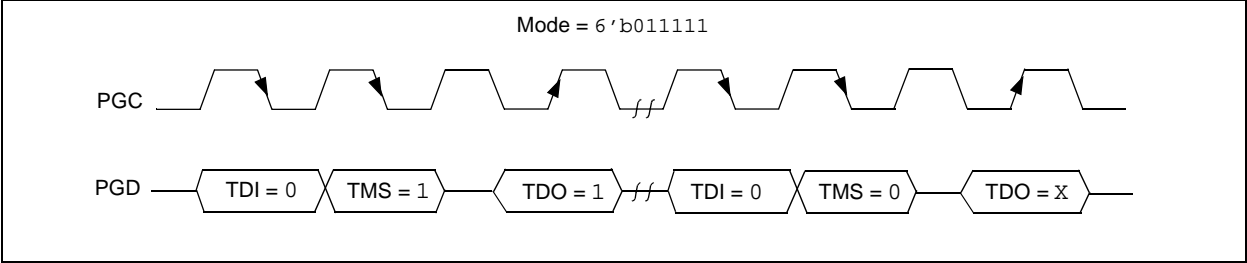 Mode = 6'b011111
PGC
PGD
TDI = 0
TMS = 1
TDO = 1
TDI = 0
TMS = 0
TDO = X